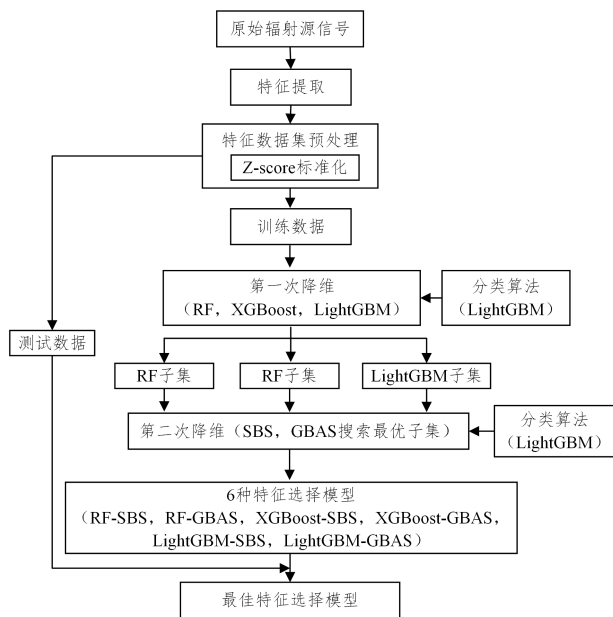 原始辐射源信号
特征提取
特征数据集预处理
Z-score标准化
训练数据
第一次降维
（RF，XGBoost，LightGBM）
分类算法
（LightGBM）
测试数据
RF子集
RF子集
LightGBM子集
第二次降维（SBS，GBAS搜索最优子集）
分类算法
（LightGBM）
6种特征选择模型
（RF-SBS，RF-GBAS，XGBoost-SBS，XGBoost-GBAS，
LightGBM-SBS，LightGBM-GBAS）
最佳特征选择模型